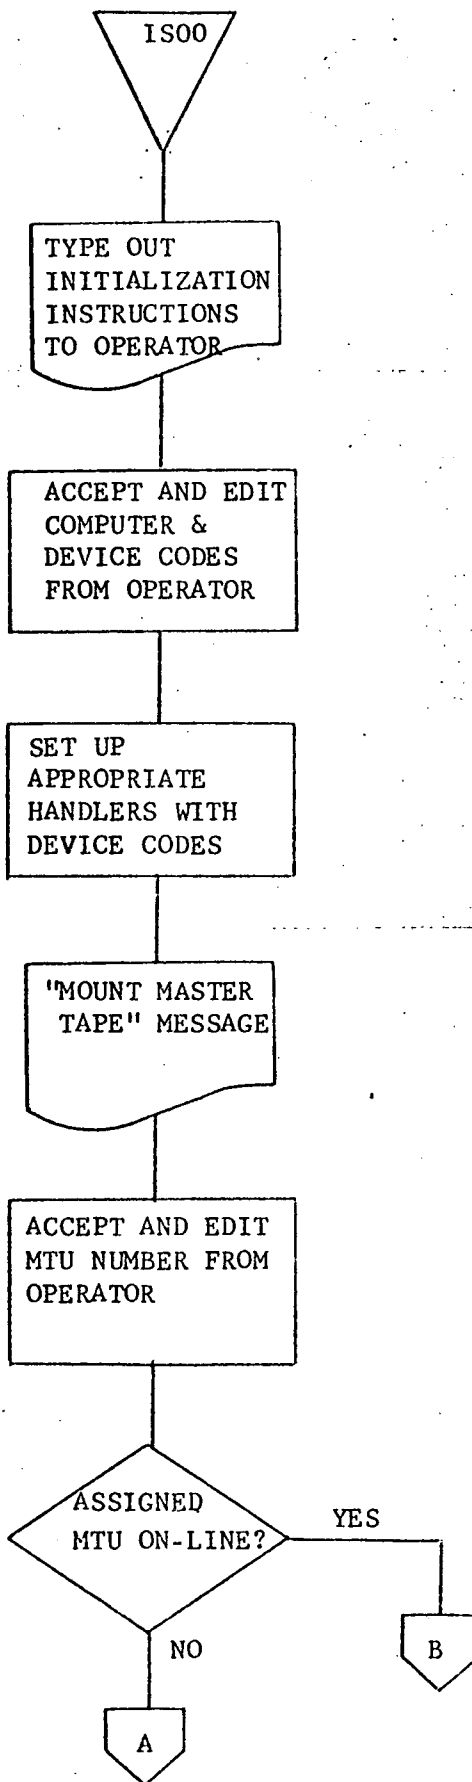 IS00
TYPE OUT
INITIALIZATION
INSTRUCTIONS
TO OPERATOR
ACCEPT AND EDIT
COMPUTER &
DEVICE CODES
FROM OPERATOR
SET UP
APPROPRIATE
HANDLERS WITH
DEVICE CODES
"MOUNT MASTER
TAPE" MESSAGE
ACCEPT AND EDIT
MTU NUMBER FROM
OPERATOR
ASSIGNED
MTU ON-LINE?
YES
NO
B
A